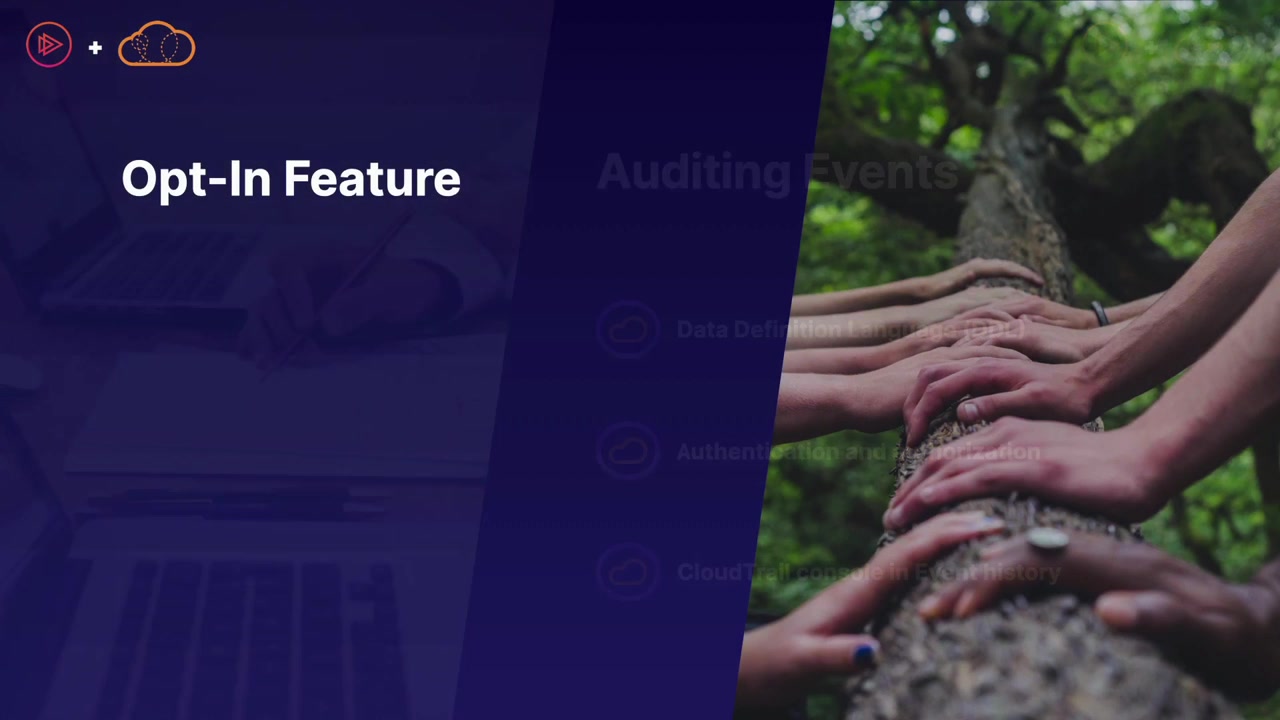 Opt-In Feature
Auditing Events
Data Definition Language (DDL)
Authentication and authorization
CloudTrail console in Event history